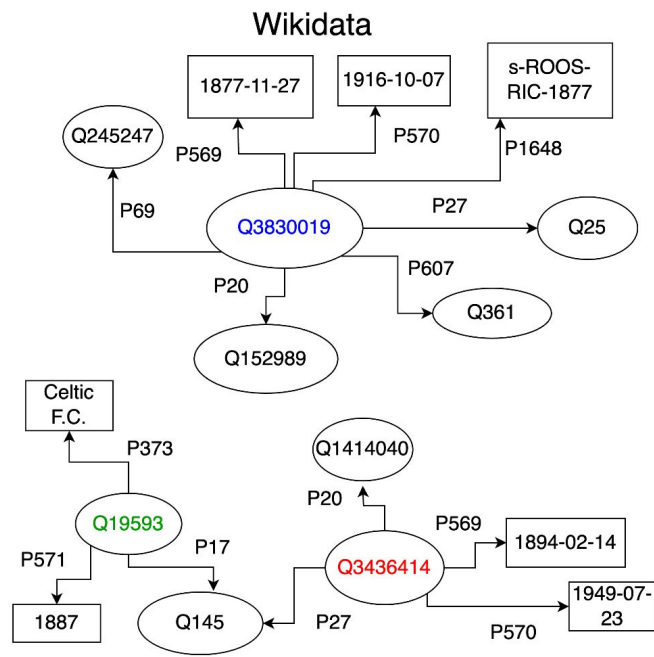 Wikidata
1877-11-27
1916-10-07
s-ROOS-
RIC-1877
Q245247
P569
P570
P1648
P69
Q3830019
P27
Q25
P20
P607
Q361
Q152989
Celtic
F.C.
P373
Q1414040
P20
Q19593
P569
1894-02-14
P571
P17
Q3436414
1949-07-
23
1887
Q145
P27
P570